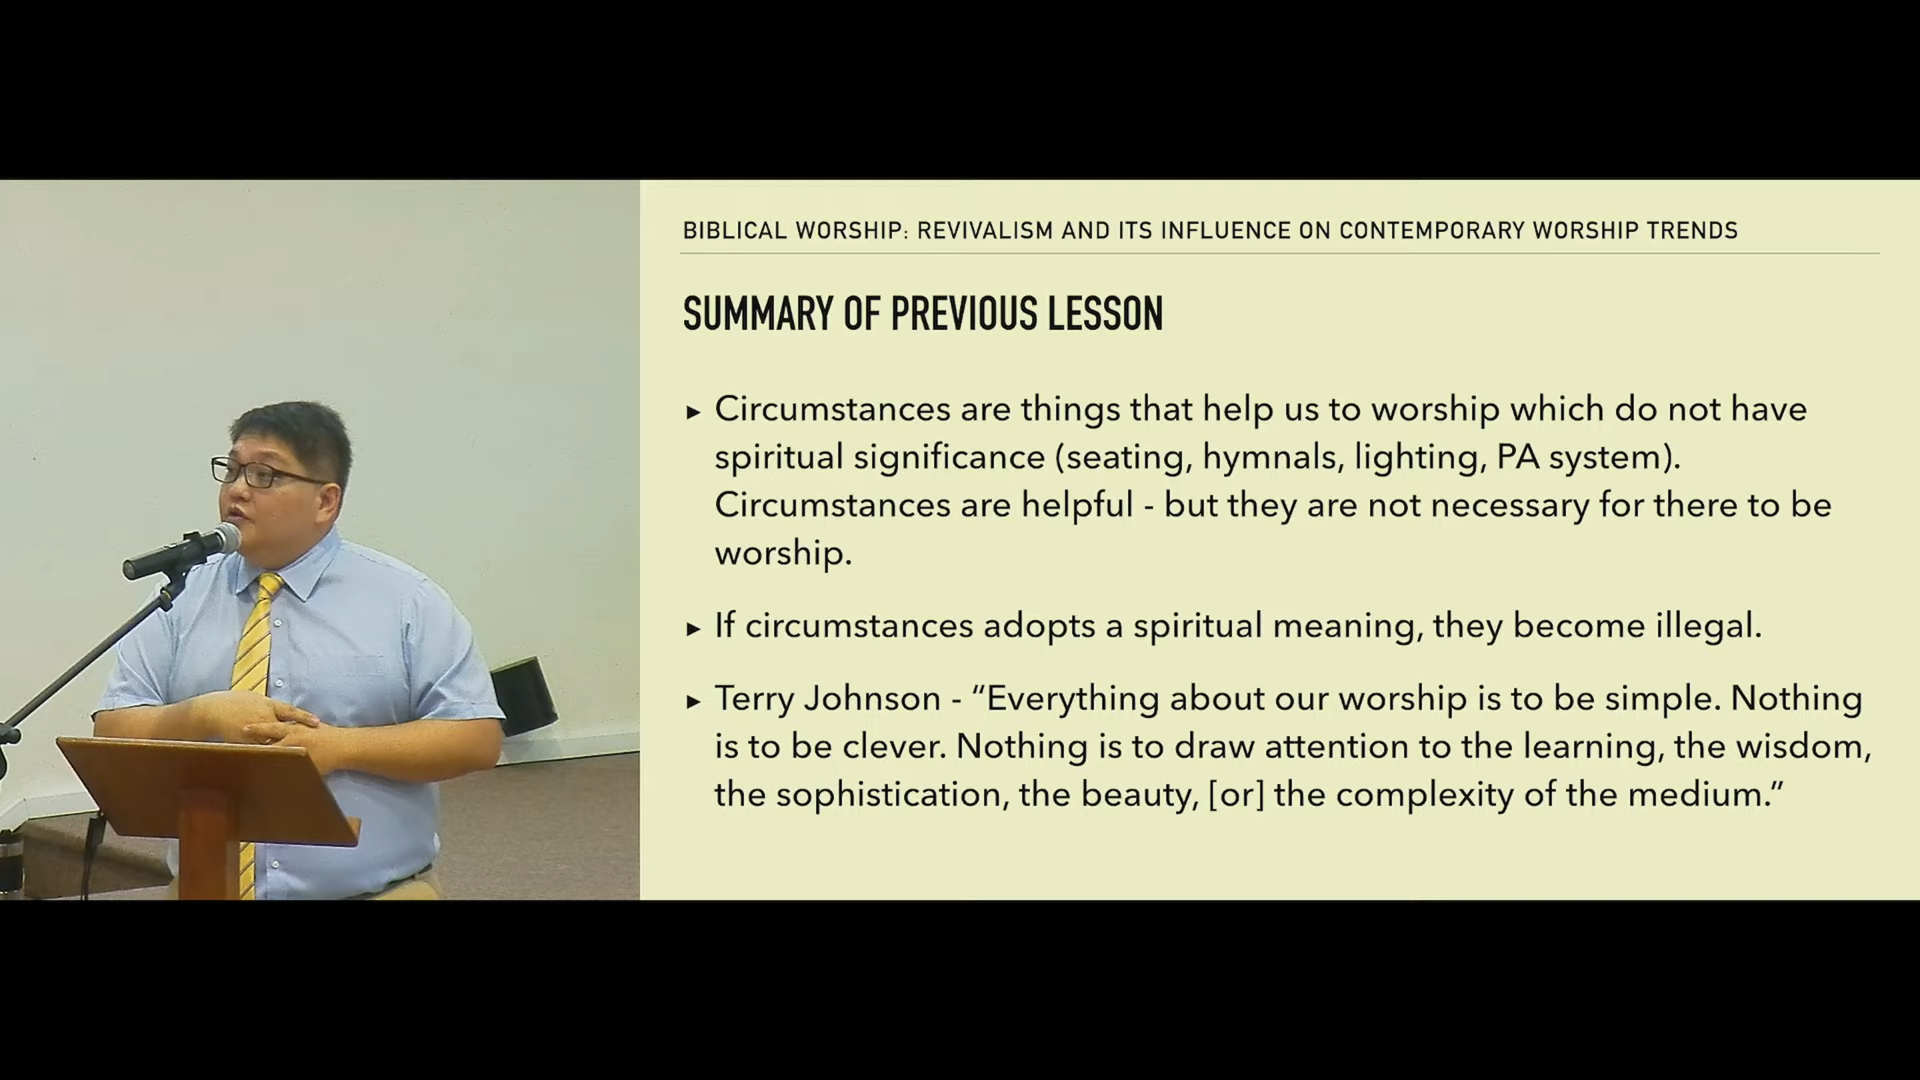 BIBLICAL WORSHIP: REVIVALISM AND ITS INFLUENCE ON CONTEMPORARY WORSHIP TRENDS
SUMMARY OF PREVIOUS LESSON
▸ Circumstances are things that help us to worship which do not have
spiritual significance (seating, hymnals, lighting, PA system).
Circumstances are helpful - but they are not necessary for there to be
worship.
▸ If circumstances adopts a spiritual meaning, they become illegal.
▸ Terry Johnson - “Everything about our worship is to be simple. Nothing
is to be clever. Nothing is to draw attention to the learning, the wisdom,
the sophistication, the beauty, [or] the complexity of the medium.”